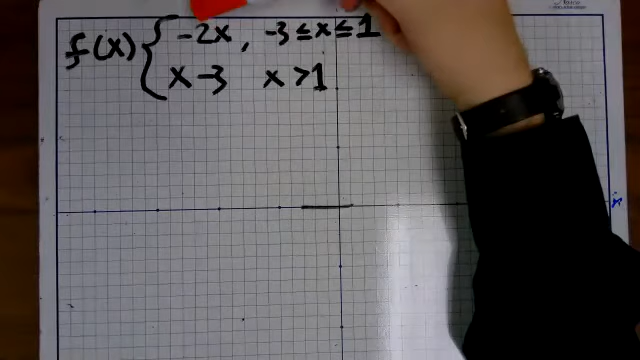 f(x) { -2x, -3 ≤ x ≤ 1
x -3 x > 1